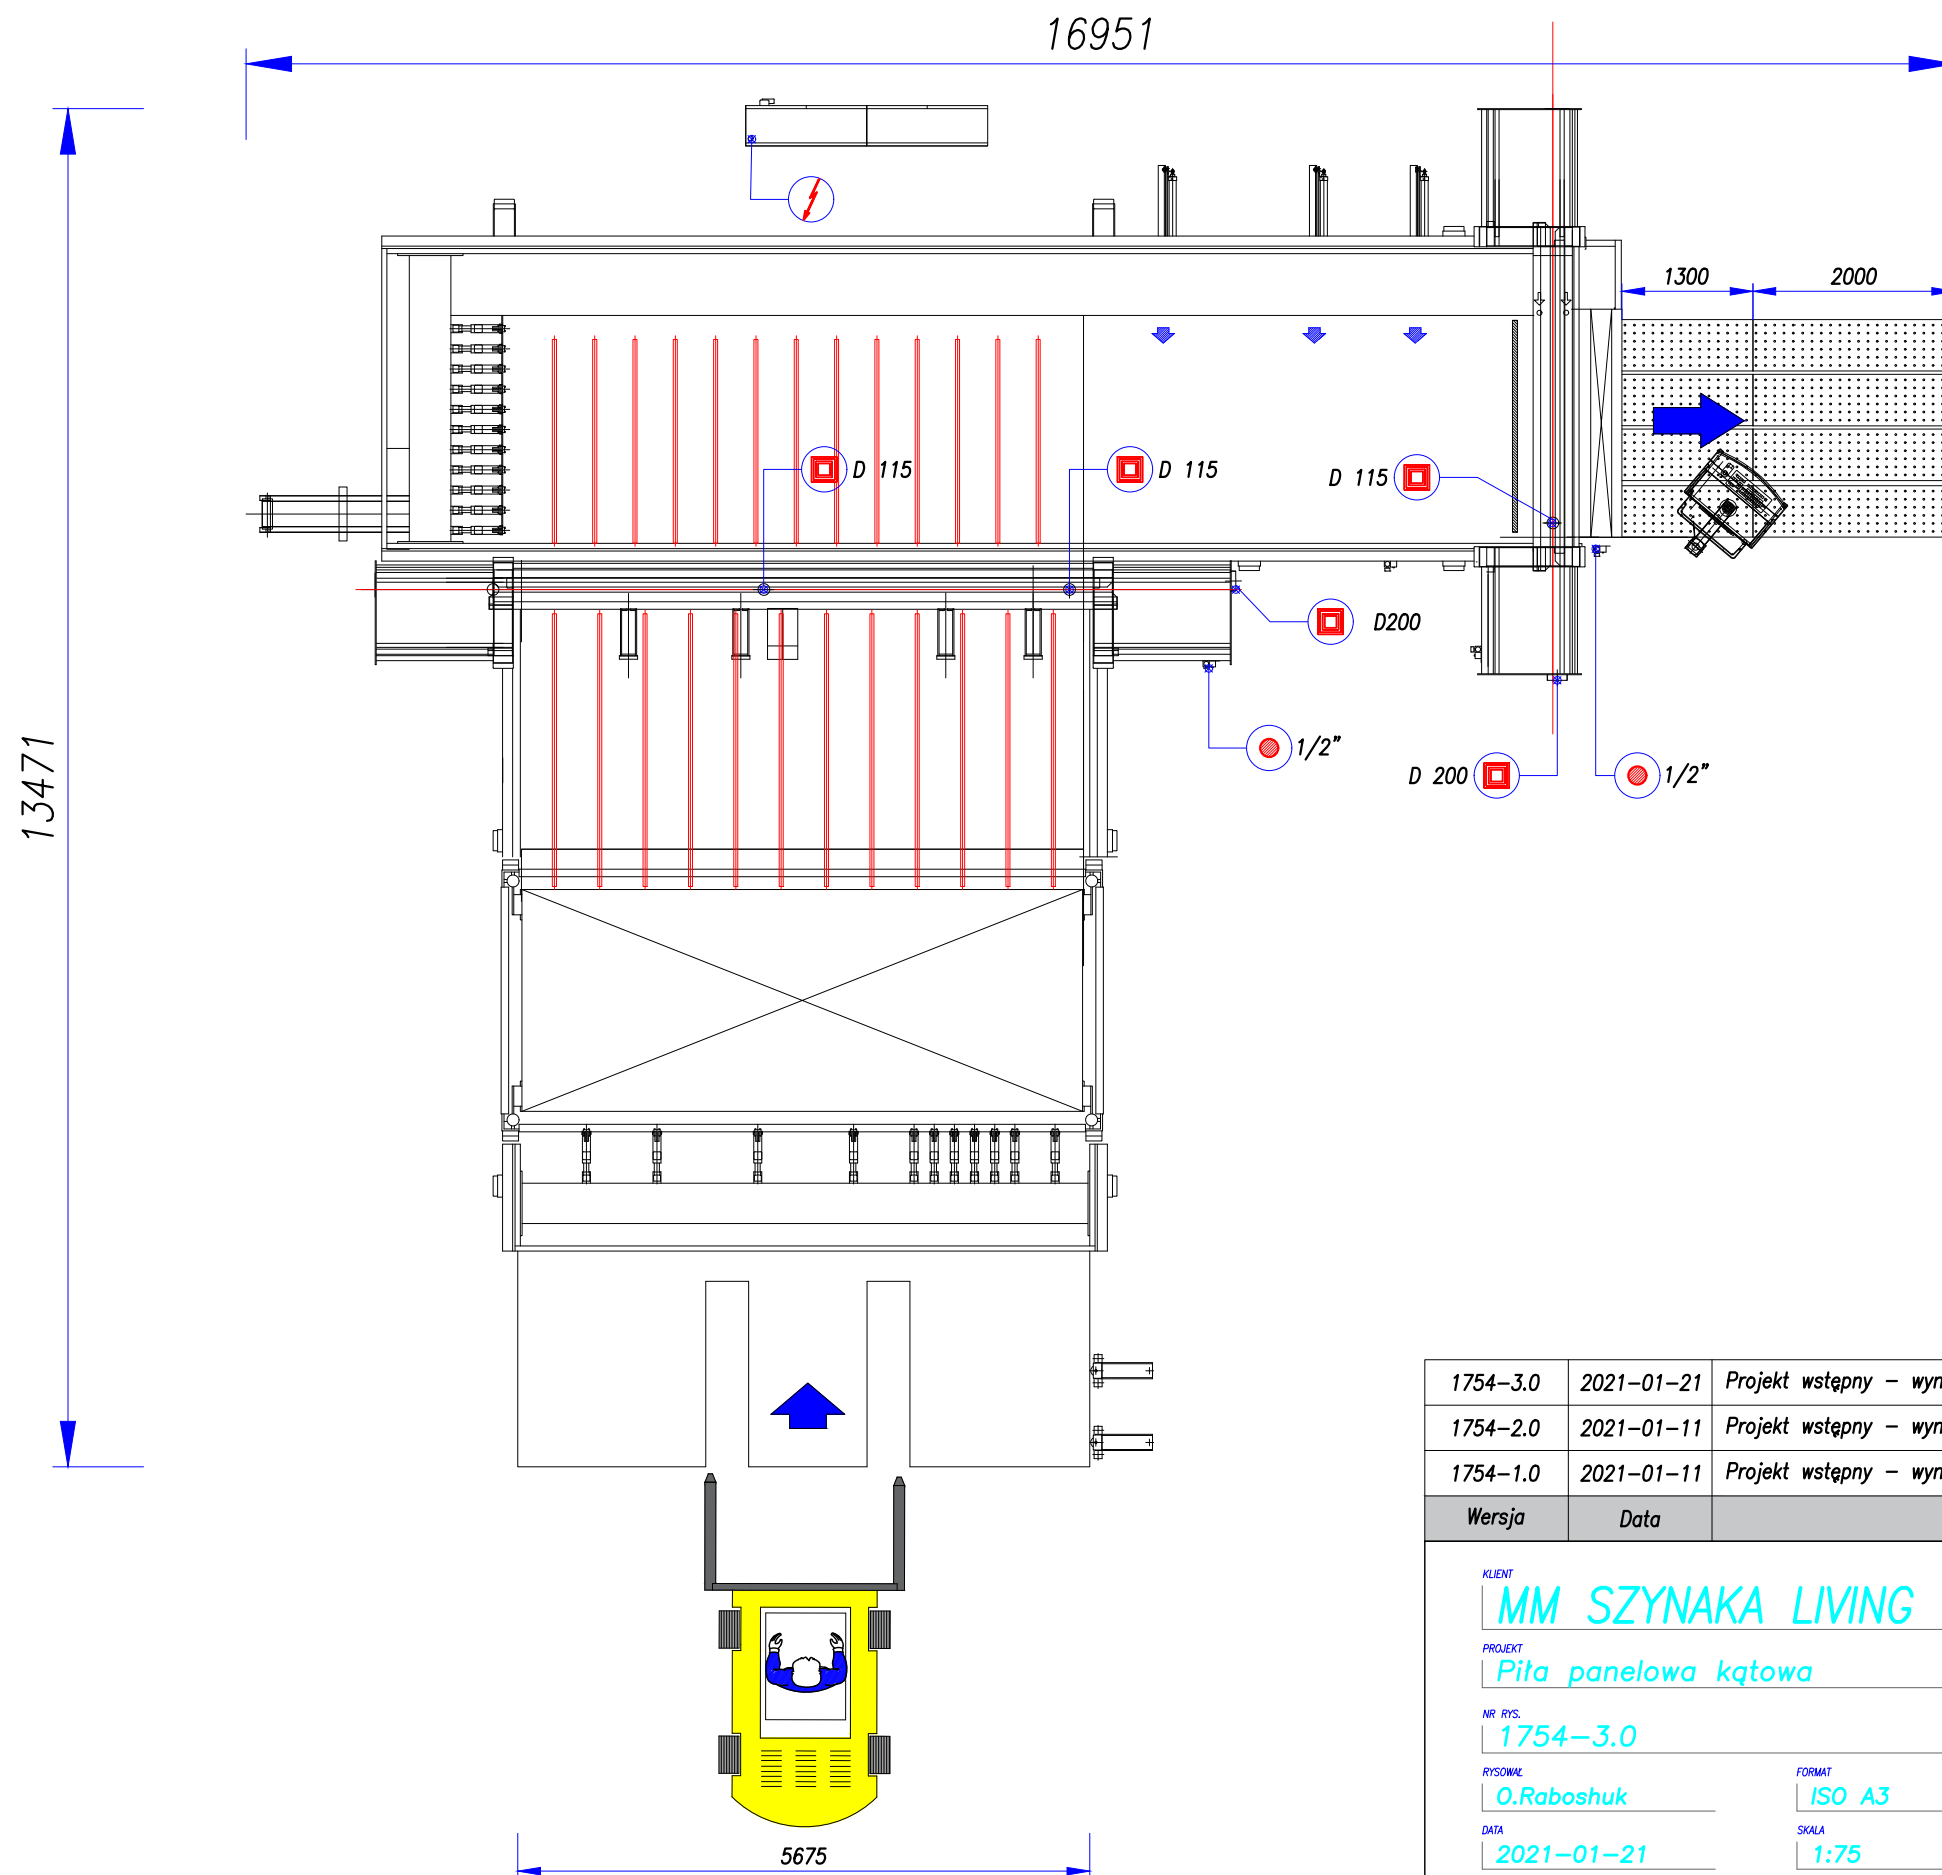 16951
13471
1300 2000
D 115 D 115 D 115
D200
1/2"
D 200 1/2"
5675
1754-3.0 2021-01-21 Projekt wstępny - wyn
1754-2.0 2021-01-11 Projekt wstępny - wyn
1754-1.0 2021-01-11 Projekt wstępny - wyn
Wersja Data
KLIENT
MM SZYNAKA LIVING
PROJEKT
Piła panelowa kątowa
NR RYS.
1754-3.0
RYSOWAŁ FORMAT
O.Raboshuk ISO A3
DATA SKALA
2021-01-21 1:75